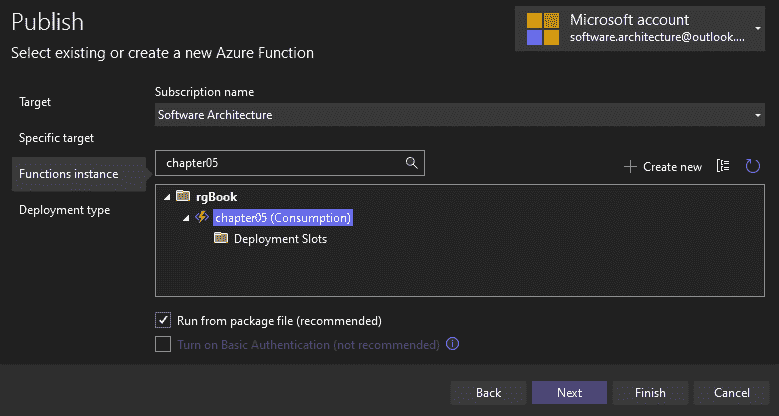 Publish
Microsoft account
software.architecture@outlook....
Select existing or create a new Azure Function
Target
Specific target
Functions instance
Deployment type
Subscription name
Software Architecture
chapter05
Create new
rgBook
chapter05 (Consumption)
Deployment Slots
Run from package file (recommended)
Turn on Basic Authentication (not recommended)
Back
Next
Finish
Cancel